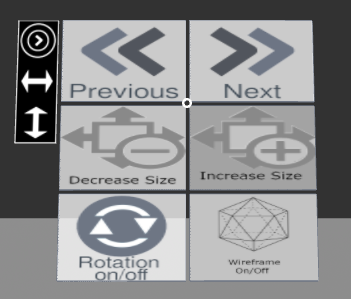 Previous
Next
Decrease Size
Increase Size
Rotation
on/off
Wireframe
On/Off